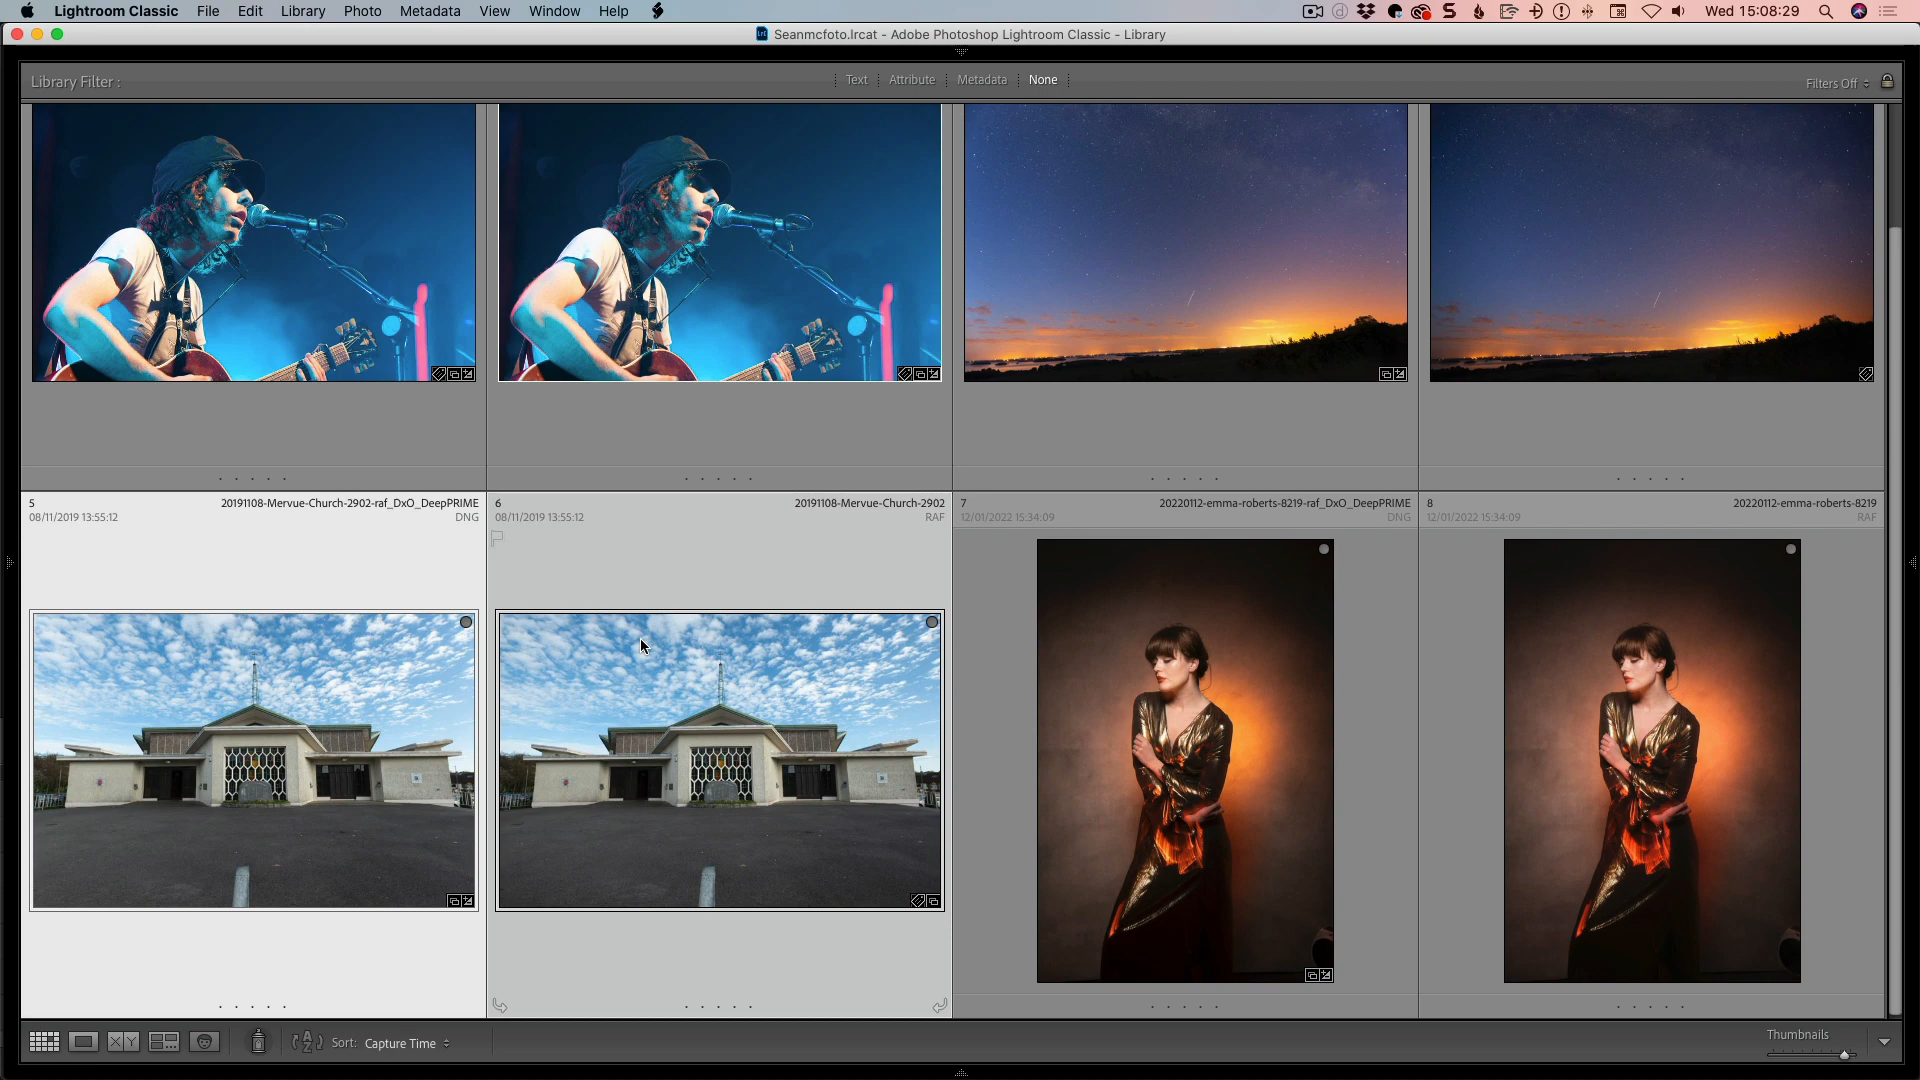 Lightroom Classic File Edit Library Photo Metadata View Window Help Wed 15:08:29
Seanmcfoto.lrcat - Adobe Photoshop Lightroom Classic - Library
Library Filter : Text Attribute Metadata None Filters Off
5 20191108-Mervue-Church-2902-raf_DxO_DeepPRIME
08/11/2019 13:55:12 DNG
6 20191108-Mervue-Church-2902
08/11/2019 13:55:12 RAF
7 20220112-emma-roberts-8219-raf_DxO_DeepPRIME
12/01/2022 15:34:09 DNG
8 20220112-emma-roberts-8219
12/01/2022 15:34:09 RAF
XY Sort: Capture Time Thumbnails